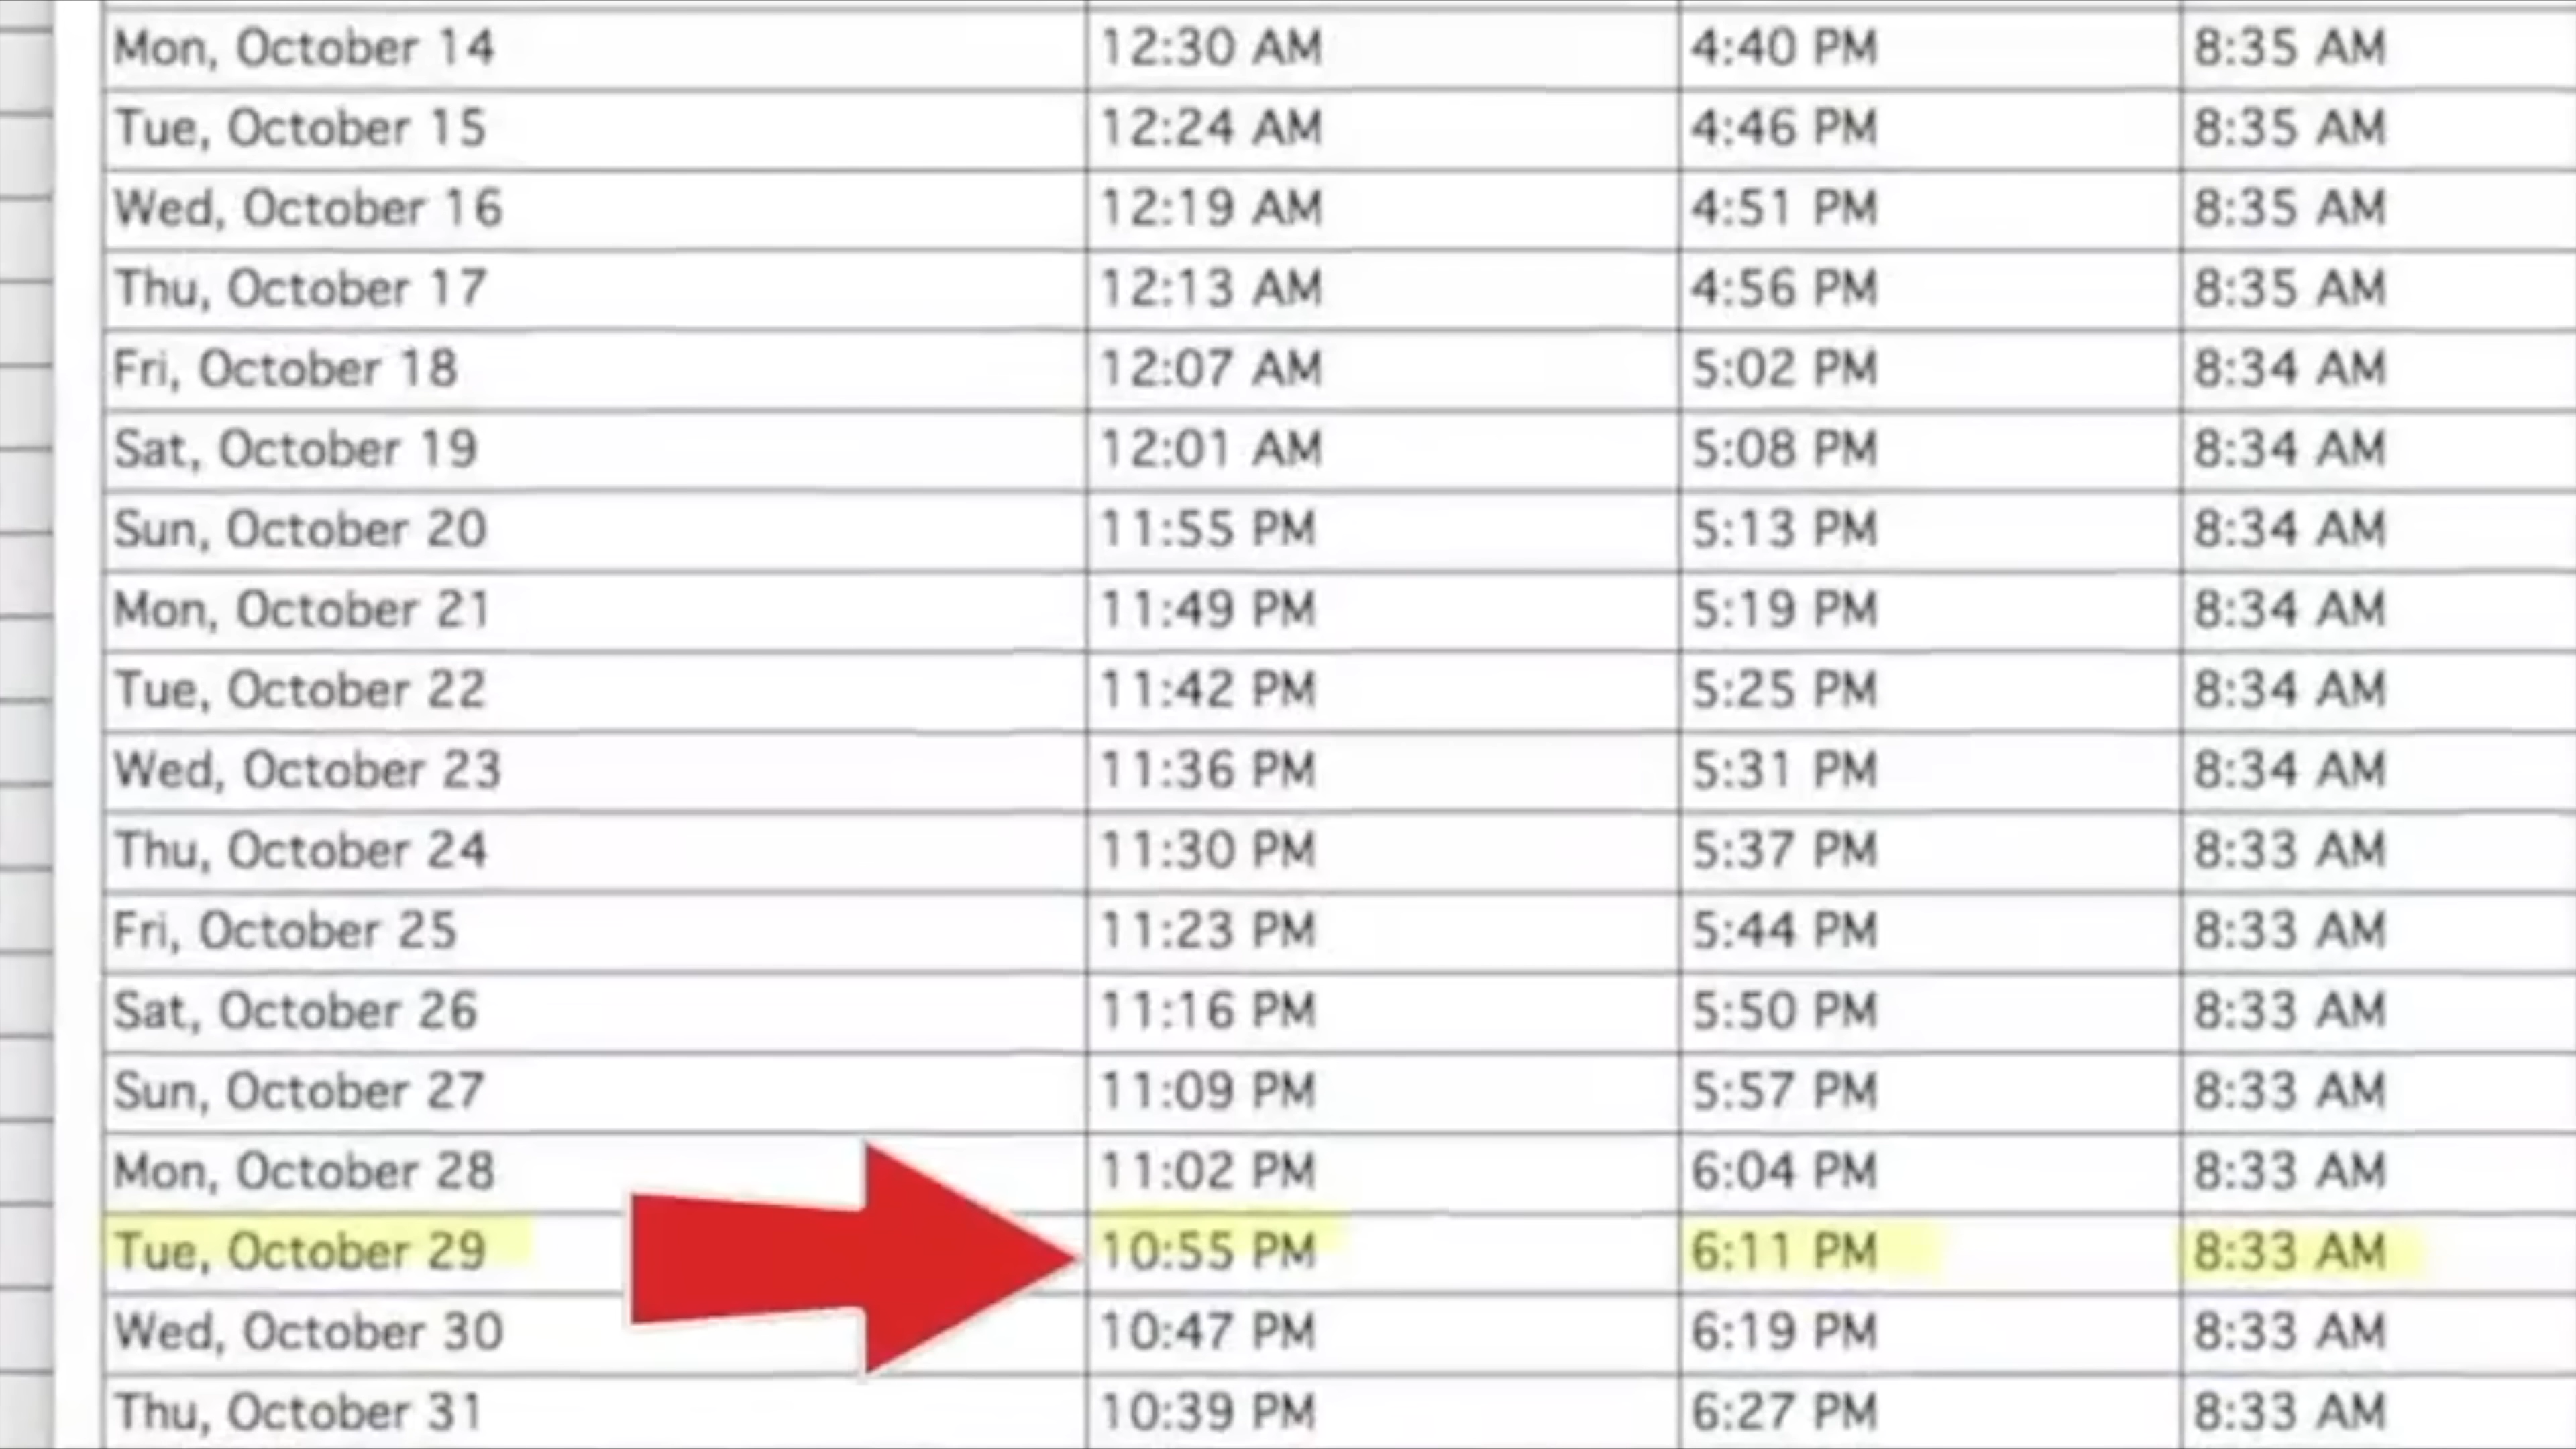 Mon, October 14 12:30 AM 4:40 PM 8:35 AM
Tue, October 15 12:24 AM 4:46 PM 8:35 AM
Wed, October 16 12:19 AM 4:51 PM 8:35 AM
Thu, October 17 12:13 AM 4:56 PM 8:35 AM
Fri, October 18 12:07 AM 5:02 PM 8:34 AM
Sat, October 19 12:01 AM 5:08 PM 8:34 AM
Sun, October 20 11:55 PM 5:13 PM 8:34 AM
Mon, October 21 11:49 PM 5:19 PM 8:34 AM
Tue, October 22 11:42 PM 5:25 PM 8:34 AM
Wed, October 23 11:36 PM 5:31 PM 8:34 AM
Thu, October 24 11:30 PM 5:37 PM 8:33 AM
Fri, October 25 11:23 PM 5:44 PM 8:33 AM
Sat, October 26 11:16 PM 5:50 PM 8:33 AM
Sun, October 27 11:09 PM 5:57 PM 8:33 AM
Mon, October 28 11:02 PM 6:04 PM 8:33 AM
Tue, October 29 10:55 PM 6:11 PM 8:33 AM
Wed, October 30 10:47 PM 6:19 PM 8:33 AM
Thu, October 31 10:39 PM 6:27 PM 8:33 AM